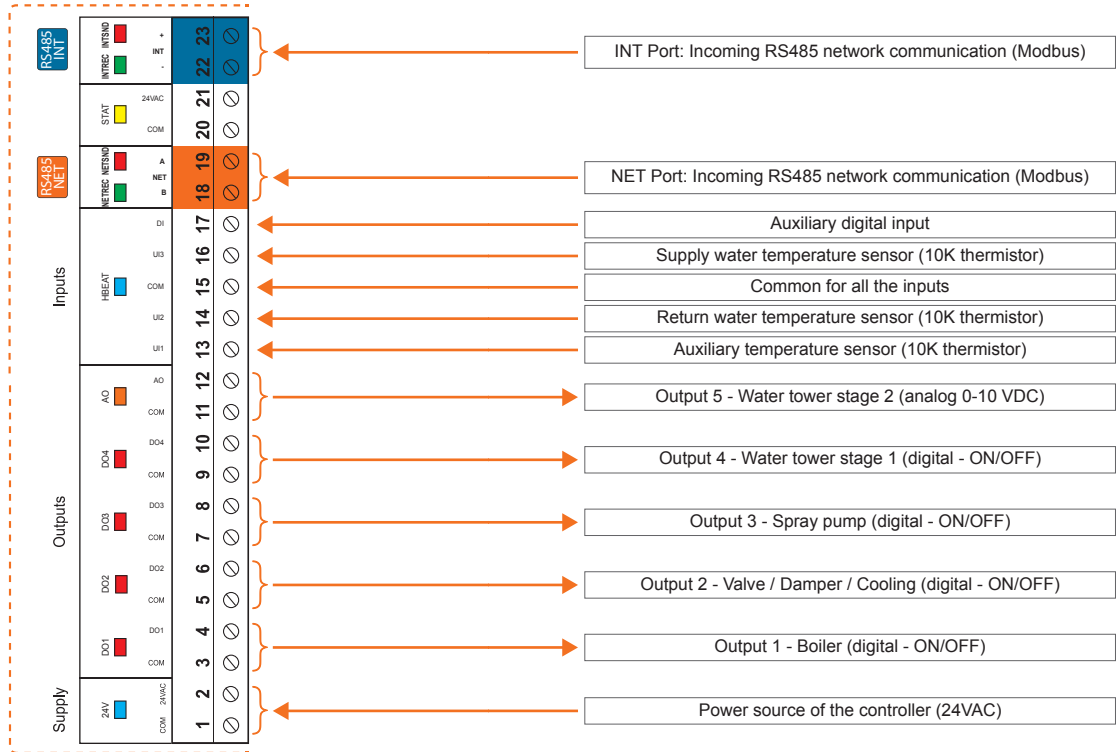 RS485 INT
INTREC INTSND
+
INT
-
23
22
INT Port: Incoming RS485 network communication (Modbus)
STAT
24VAC
COM
21
20
RS485 NET
NETREC NETSND
A
NET
B
19
18
NET Port: Incoming RS485 network communication (Modbus)
Inputs
HBEAT
DI
17
Auxiliary digital input
UI3
16
Supply water temperature sensor (10K thermistor)
COM
15
Common for all the inputs
UI2
14
Return water temperature sensor (10K thermistor)
UI1
13
Auxiliary temperature sensor (10K thermistor)
Outputs
AO
AO
COM
12
11
Output 5 - Water tower stage 2 (analog 0-10 VDC)
DO4
DO4
COM
10
9
Output 4 - Water tower stage 1 (digital - ON/OFF)
DO3
DO3
COM
8
7
Output 3 - Spray pump (digital - ON/OFF)
DO2
DO2
COM
6
5
Output 2 - Valve / Damper / Cooling (digital - ON/OFF)
DO1
DO1
COM
4
3
Output 1 - Boiler (digital - ON/OFF)
Supply
24V
24VAC
COM
2
1
Power source of the controller (24VAC)